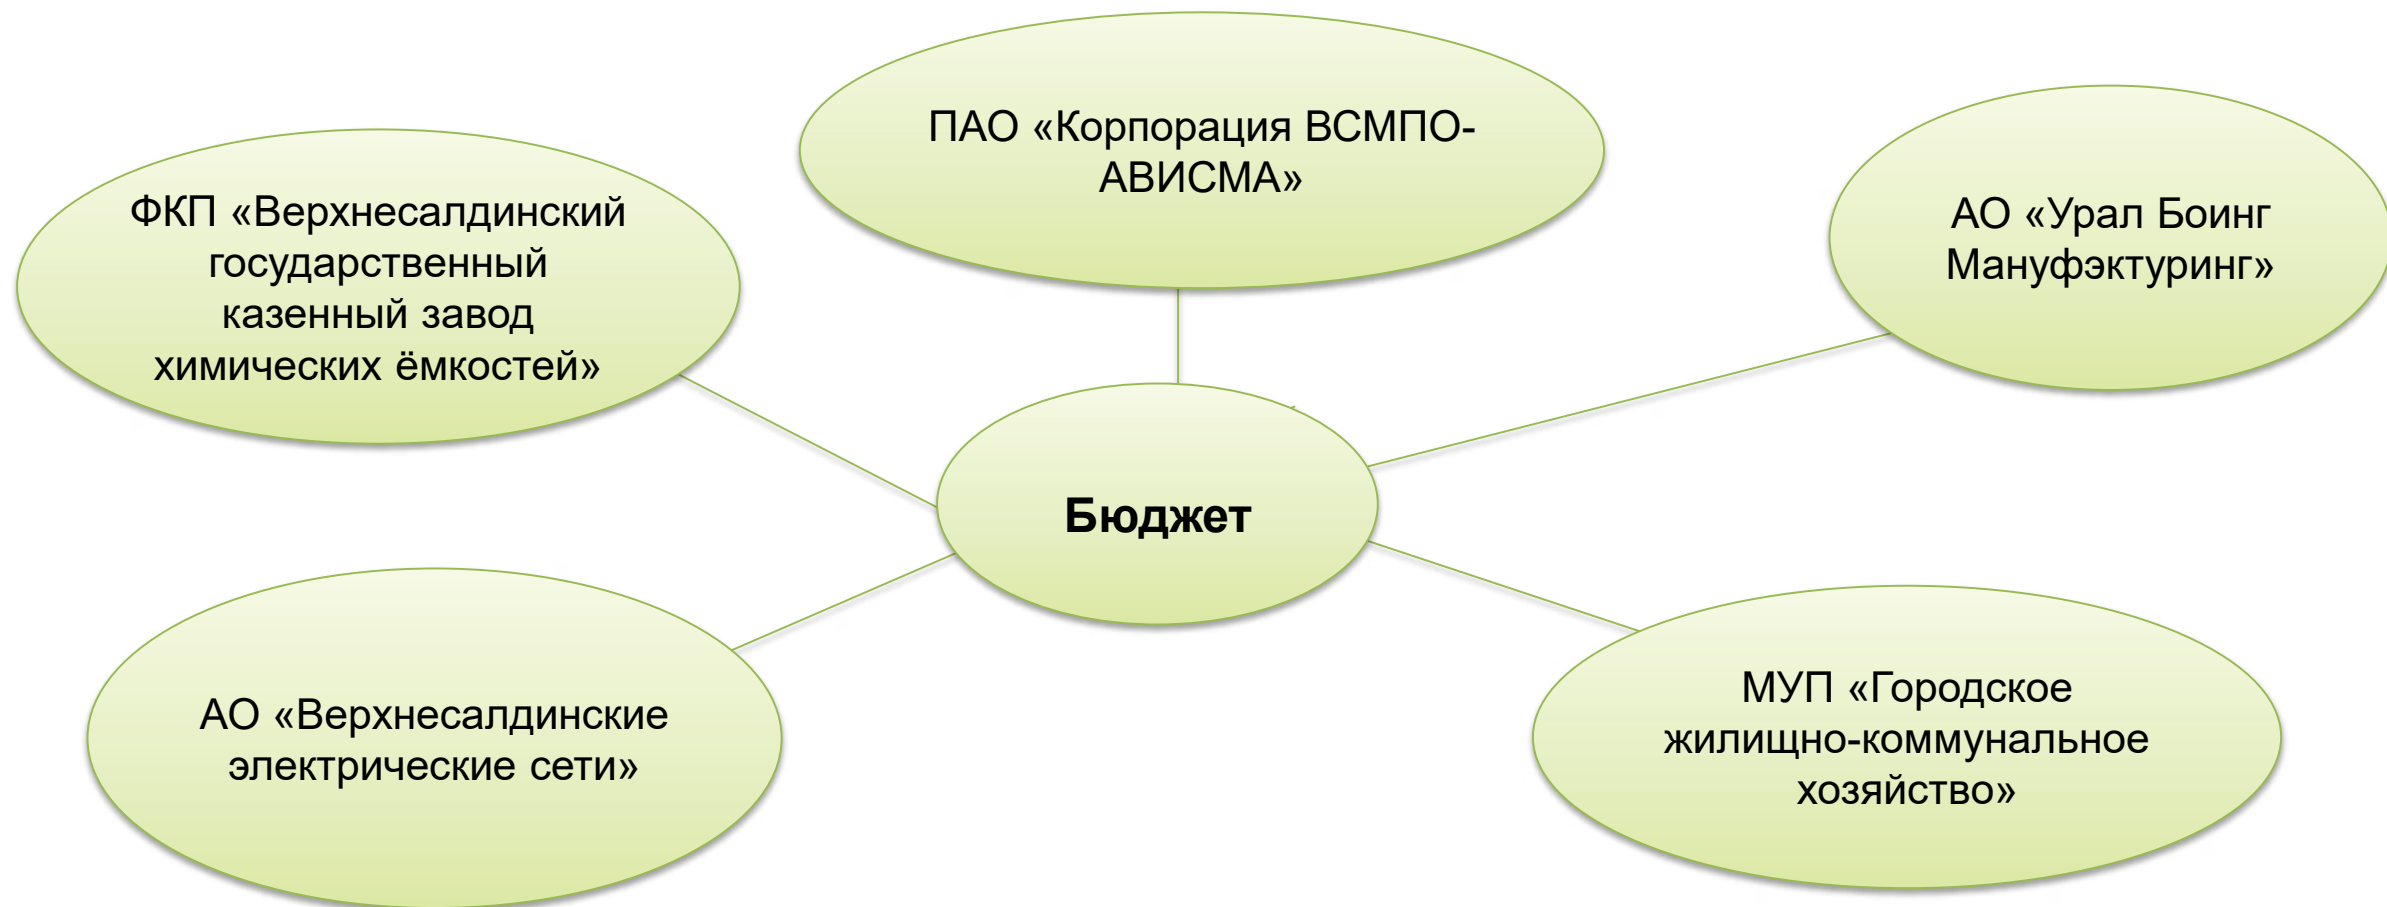 ПАО «Корпорация ВСМПО-
АВИСМА»
ФКП «Верхнесалдинский
государственный
казенный завод
химических ёмкостей»
АО «Урал Боинг
Мануфэктуринг»
Бюджет
АО «Верхнесалдинские
электрические сети»
МУП «Городское
жилищно-коммунальное
хозяйство»